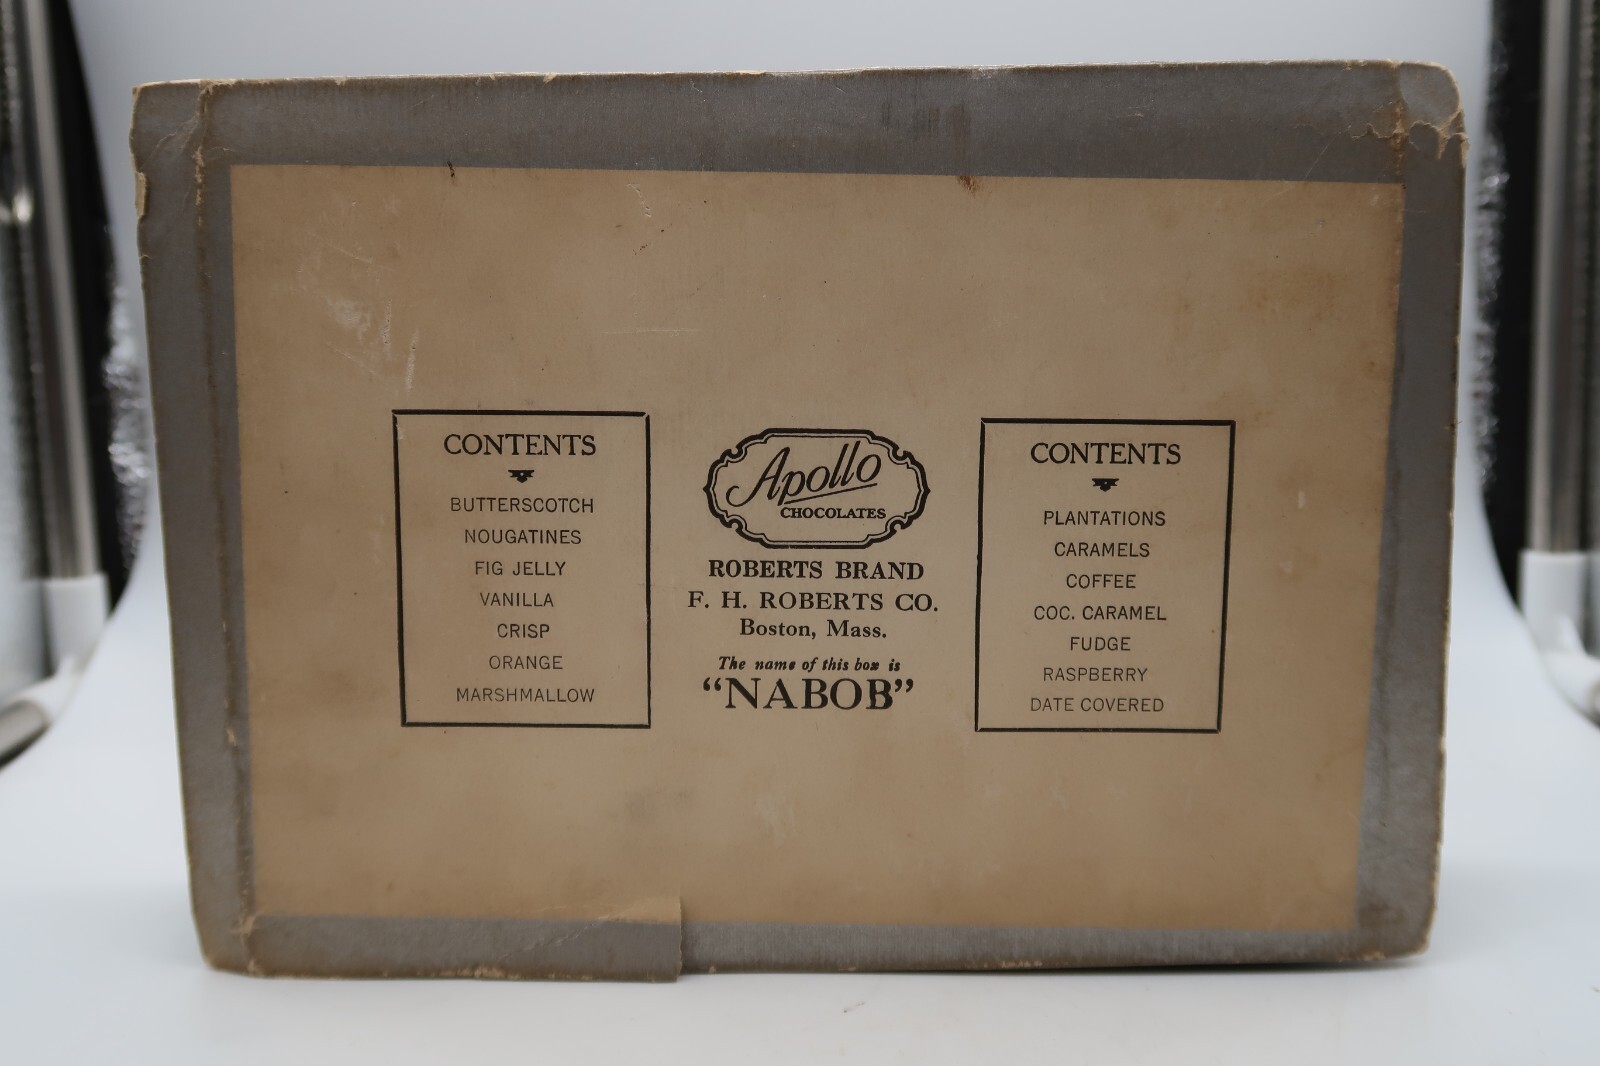 CONTENTS
BUTTERSCOTCH
NOUGATINES
FIG JELLY
VANILLA
CRISP
ORANGE
MARSHMALLOW
Apollo
CHOCOLATES
ROBERTS BRAND
F. H. ROBERTS CO.
Boston, Mass.
The name of this box is
"NABOB"
CONTENTS
PLANTATIONS
CARAMELS
COFFEE
COC. CARAMEL
FUDGE
RASPBERRY
DATE COVERED